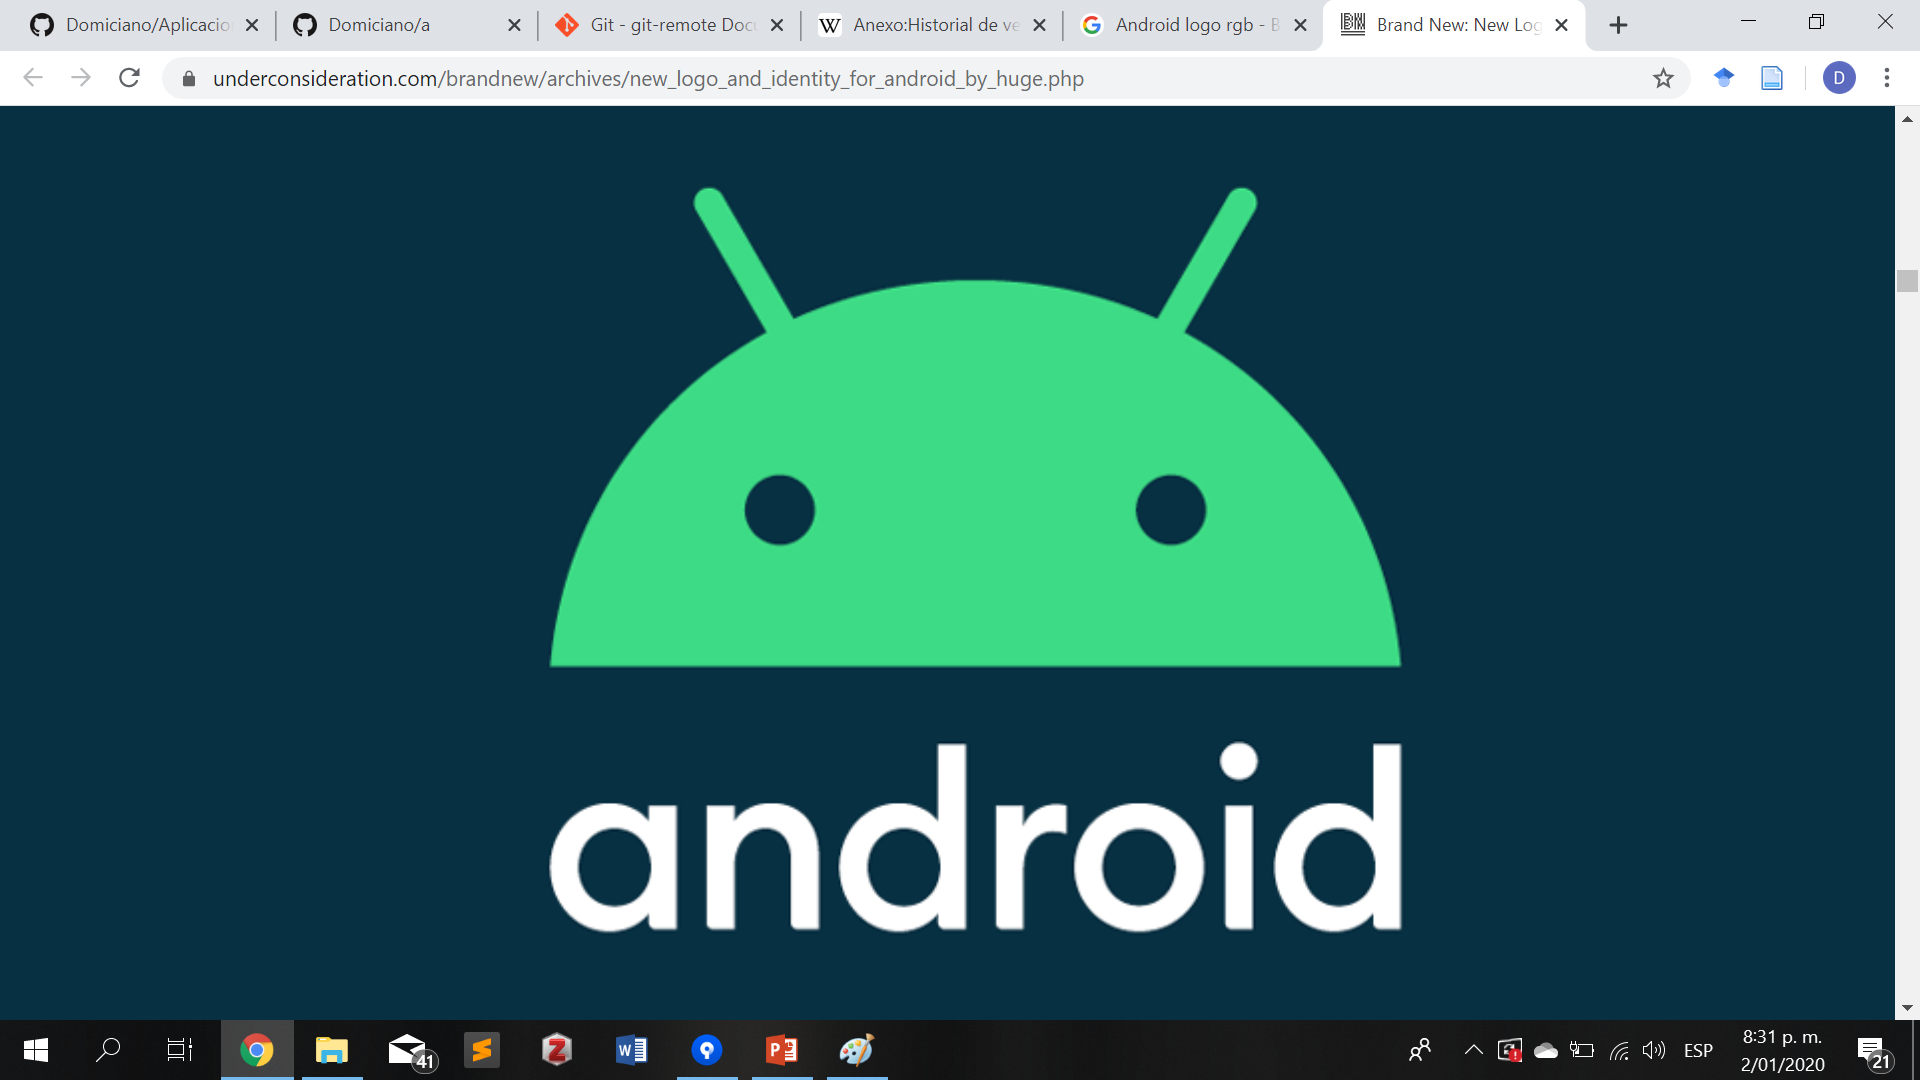 Domiciano/Aplicacio
Domiciano/a
Git - git-remote Docu
Anexo:Historial de ve
Android logo rgb - B
Brand New: New Log
underconsideration.com/brandnew/archives/new_logo_and_identity_for_android_by_huge.php
D
android
41
ESP
8:31 p. m.
2/01/2020
21